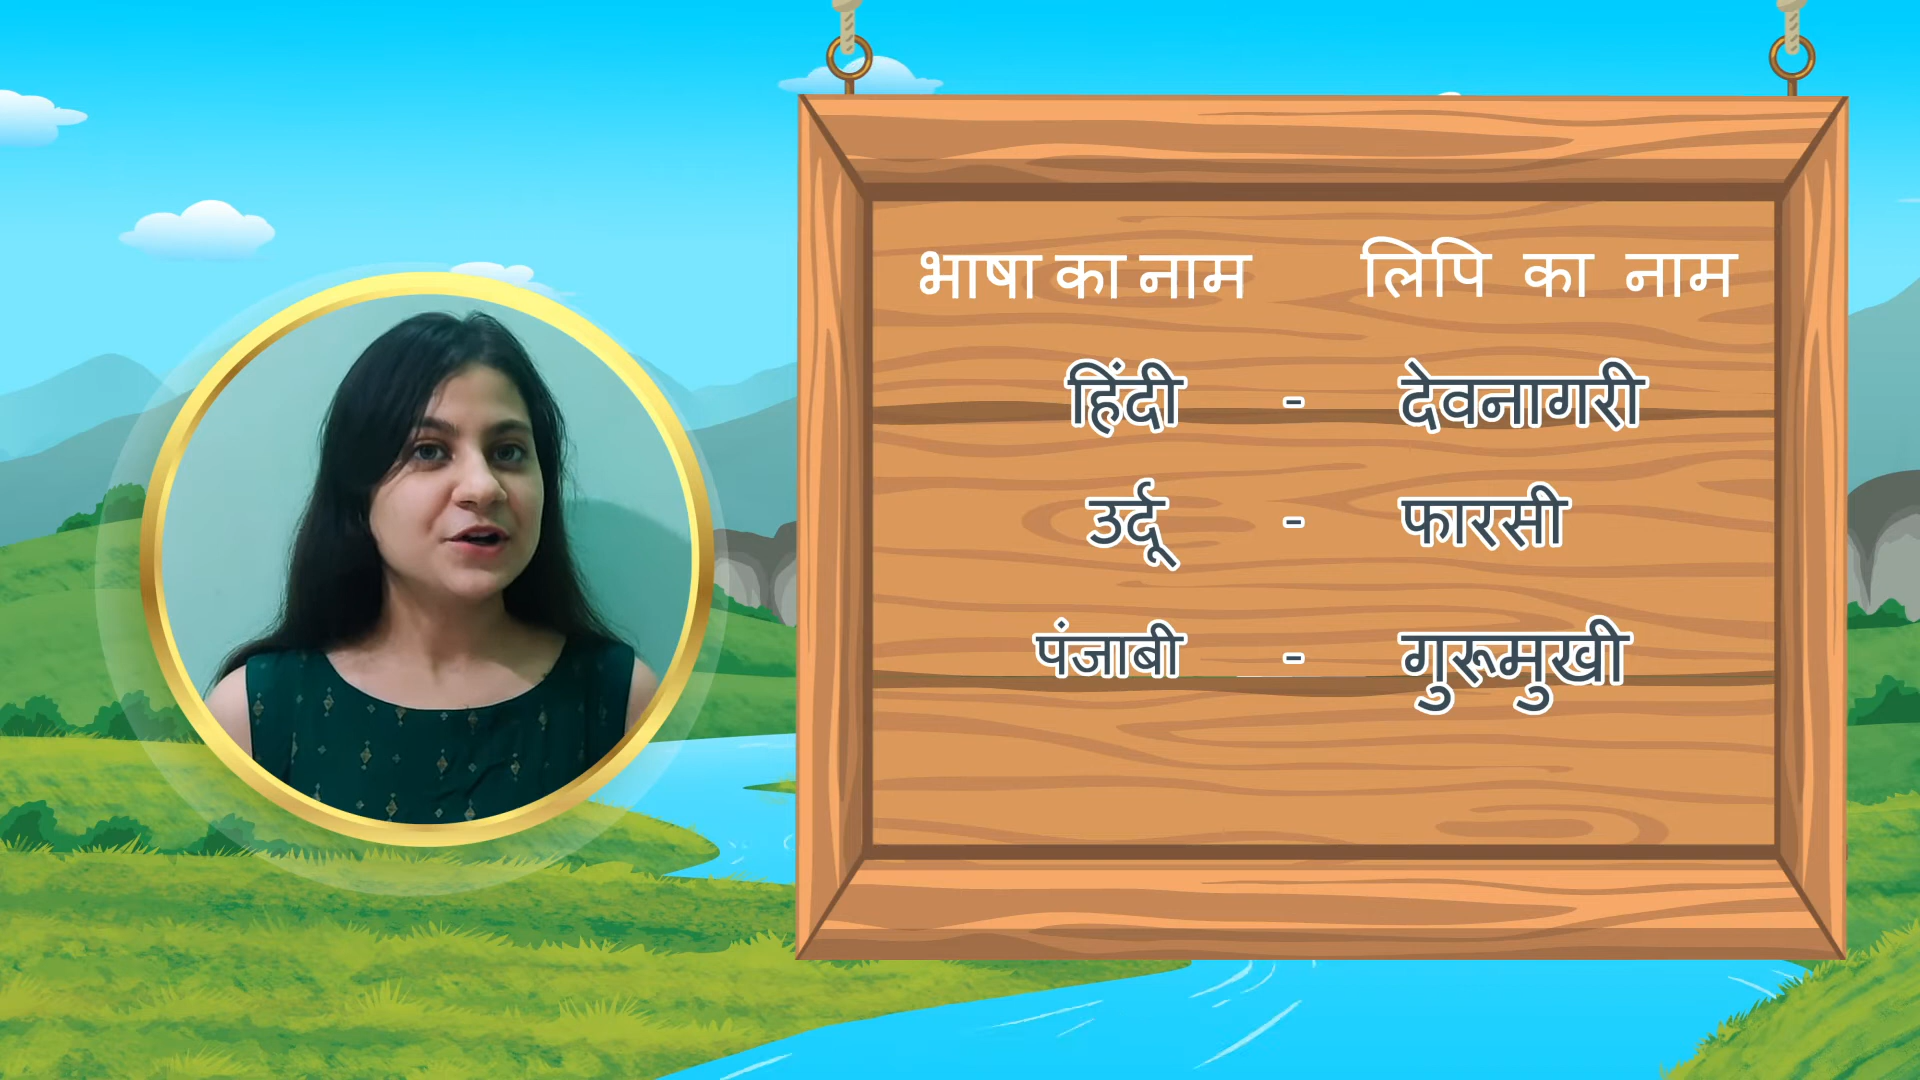 भाषा का नाम लिपि का नाम
हिंदी - देवनागरी
उर्दू - फारसी
पंजाबी - गुरूमुखी